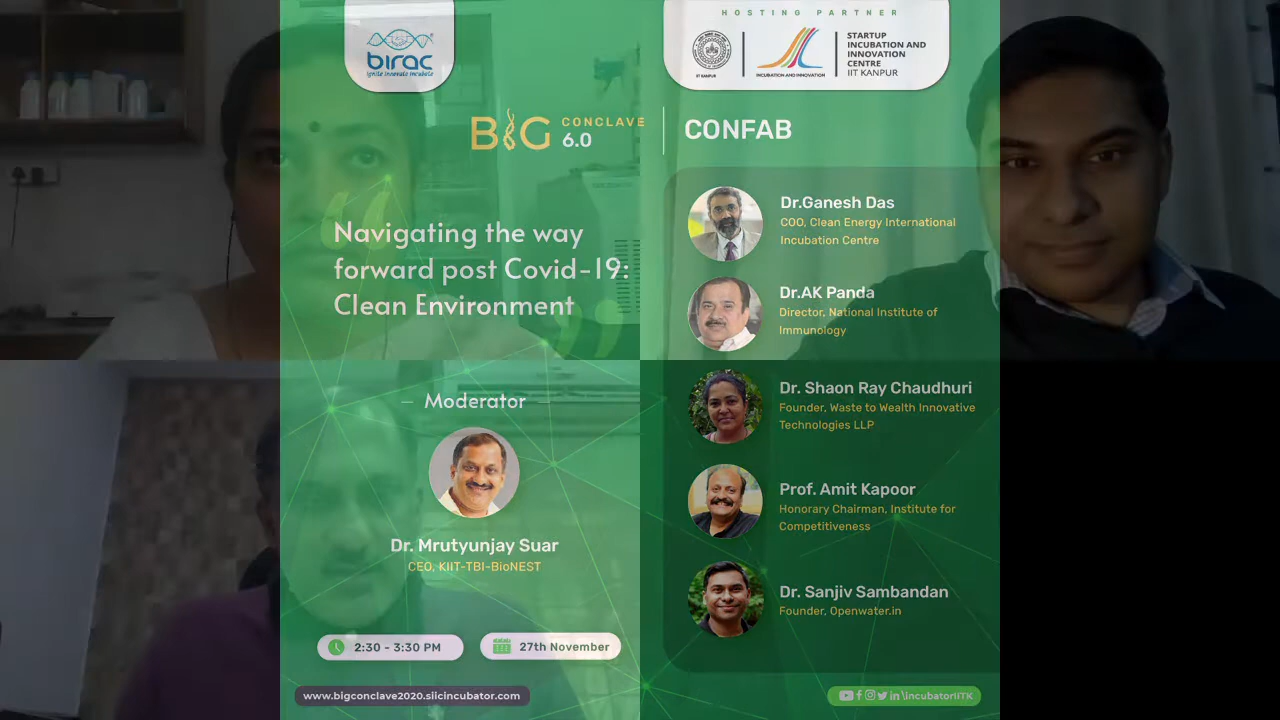 birac
ignite innovate incubate
HOSTING PARTNER
IIT KANPUR
INCUBATION AND INNOVATION
STARTUP
INCUBATION AND
INNOVATION
CENTRE
IIT KANPUR
BIG CONCLAVE
6.0
CONFAB
“
Navigating the way
forward post Covid-19:
Clean Environment
”
Moderator
Dr. Mrutyunjay Suar
CEO, KIIT-TBI-BioNEST
2:30 - 3:30 PM
27th November
www.bigconclave2020.siicincubator.com
Dr.Ganesh Das
COO, Clean Energy International
Incubation Centre
Dr.AK Panda
Director, National Institute of
Immunology
Dr. Shaon Ray Chaudhuri
Founder, Waste to Wealth Innovative
Technologies LLP
Prof. Amit Kapoor
Honorary Chairman, Institute for
Competitiveness
Dr. Sanjiv Sambandan
Founder, Openwater.in
\incubatorIITK